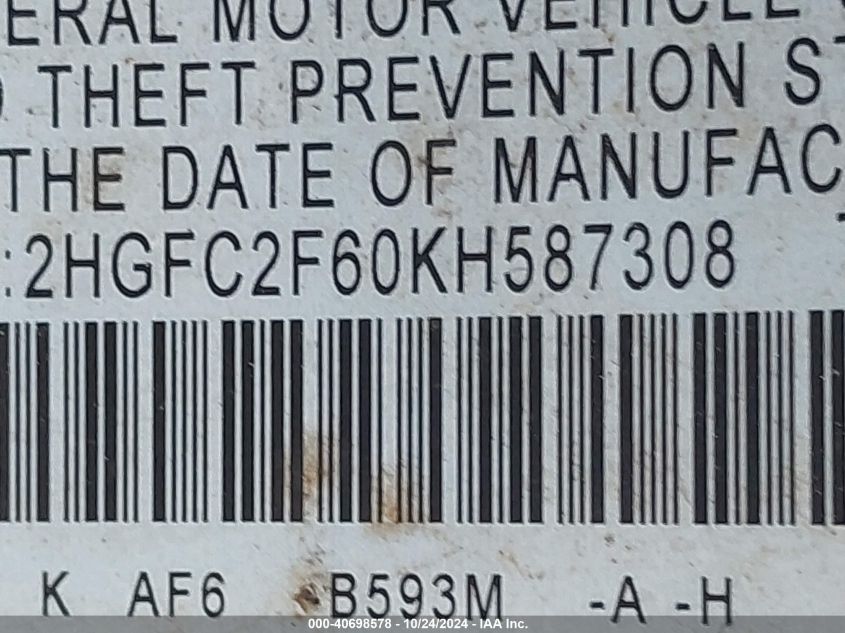 ERAL MOTOR VEHICLE
THEFT PREVENTION S
THE DATE OF MANUFAC
:2HGFC2F60KH587308
K AF6 B593M -A -H
000-40698578 - 10/24/2024 - IAA Inc.